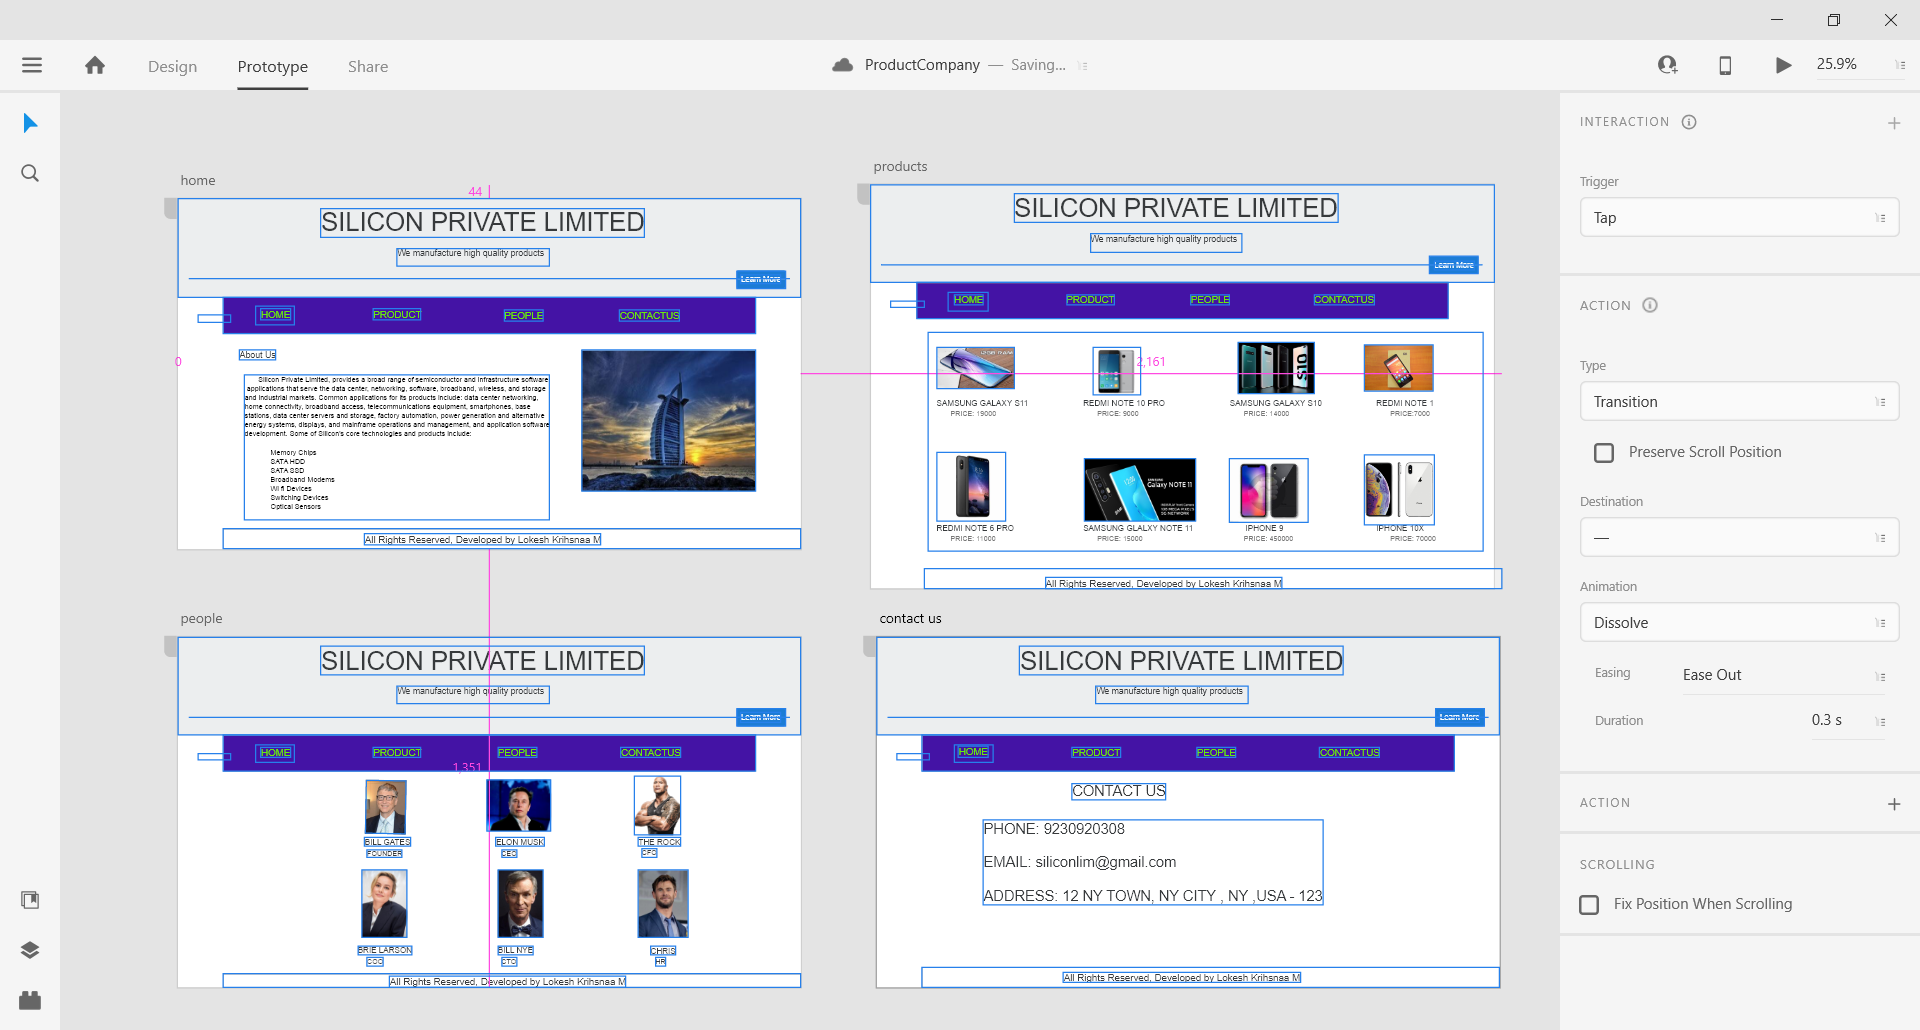 Design
Prototype
Share
ProductCompany — Saving...
25.9%
home
44
SILICON PRIVATE LIMITED
We manufacture high quality products
Learn More
HOME
PRODUCT
PEOPLE
CONTACTUS
0
About Us
Silicon Private Limited, provides a broad range of semiconductor and infrastructure software
applications that serve the data center, networking, software, broadband, wireless, and storage
and industrial markets. Common applications for its products include: data center networking,
home connectivity, broadband access, telecommunications equipment, smartphones, base
stations, data center servers and storage, factory automation, power generation and alternative
energy systems, displays, and mainframe operations and management, and application software
development. Some of Silicon's core technologies and products include:
Memory Chips
SATA HDD
SATA SSD
Broadband Modems
Wi fi Devices
Switching Devices
Optical Sensors
All Rights Reserved, Developed by Lokesh Krihsnaa M
products
SILICON PRIVATE LIMITED
We manufacture high quality products
Learn More
HOME
PRODUCT
PEOPLE
CONTACTUS
2,161
S10
SAMSUNG GALAXY S11
PRICE: 19000
REDMI NOTE 10 PRO
PRICE: 9000
SAMSUNG GALAXY S10
PRICE: 14000
REDMI NOTE 1
PRICE:7000
Galaxy NOTE 11
REDMI NOTE 6 PRO
PRICE: 11000
SAMSUNG GLALXY NOTE 11
PRICE: 15000
IPHONE 9
PRICE: 450000
IPHONE 10X
PRICE: 70000
All Rights Reserved, Developed by Lokesh Krihsnaa M
people
SILICON PRIVATE LIMITED
We manufacture high quality products
Learn More
HOME
PRODUCT
PEOPLE
CONTACTUS
1,351
BILL GATES
FOUNDER
ELON MUSK
CEO
THE ROCK
CFO
BRIE LARSON
COO
BILL NYE
CTO
CHRIS
HR
All Rights Reserved, Developed by Lokesh Krihsnaa M
contact us
SILICON PRIVATE LIMITED
We manufacture high quality products
Learn More
HOME
PRODUCT
PEOPLE
CONTACTUS
CONTACT US
PHONE: 9230920308
EMAIL: siliconlim@gmail.com
ADDRESS: 12 NY TOWN, NY CITY , NY ,USA - 123
All Rights Reserved, Developed by Lokesh Krihsnaa M
INTERACTION
Trigger
Tap
ACTION
Type
Transition
Preserve Scroll Position
Destination
—
Animation
Dissolve
Easing
Ease Out
Duration
0.3 s
ACTION
SCROLLING
Fix Position When Scrolling